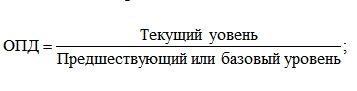 Текущий уовень
ОПД =
Предшествующий или базовый уровень ;